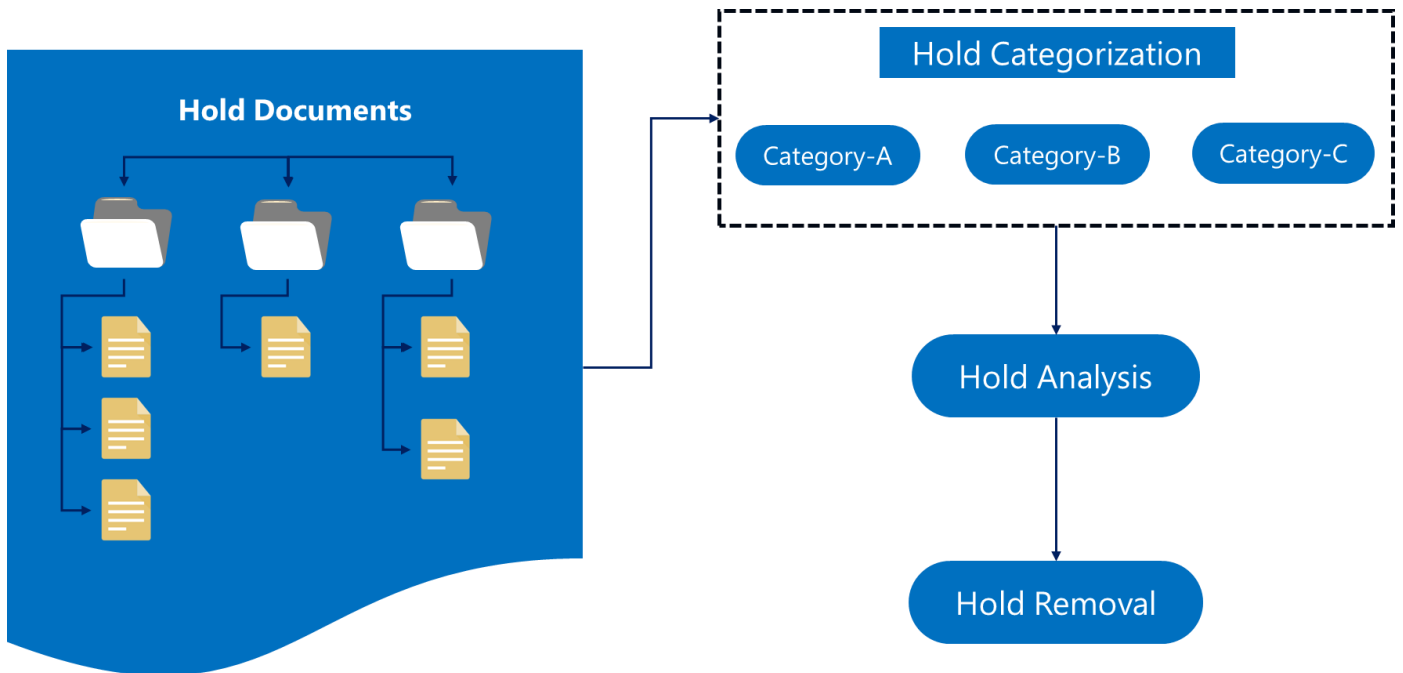 Hold Documents
Hold Categorization
Category-A
Category-B
Category-C
Hold Analysis
Hold Removal